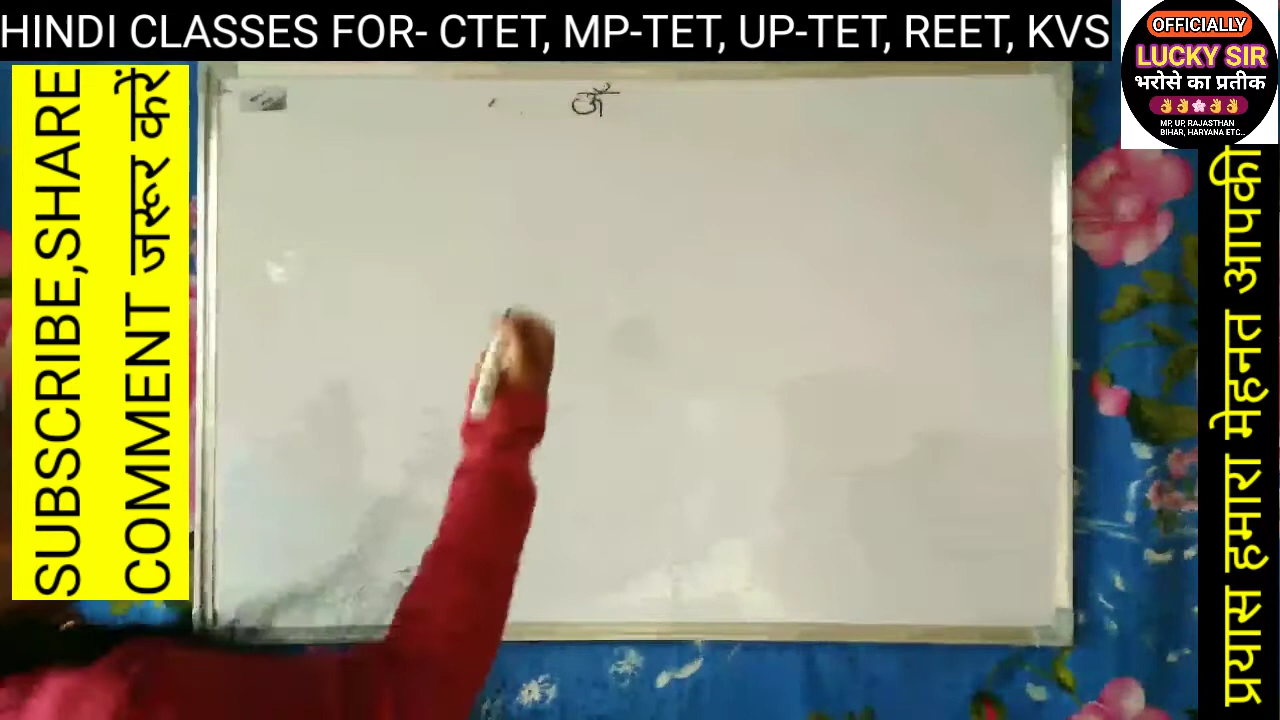 HINDI CLASSES FOR- CTET, MP-TET, UP-TET, REET, KVS
OFFICIALLY
LUCKY SIR
भरोसे का प्रतीक
MP, UP, RAJASTHAN
BIHAR, HARYANA ETC..
SUBSCRIBE,SHARE
COMMENT जरूर करें
प्रयास हमारा मेहनत आपकी